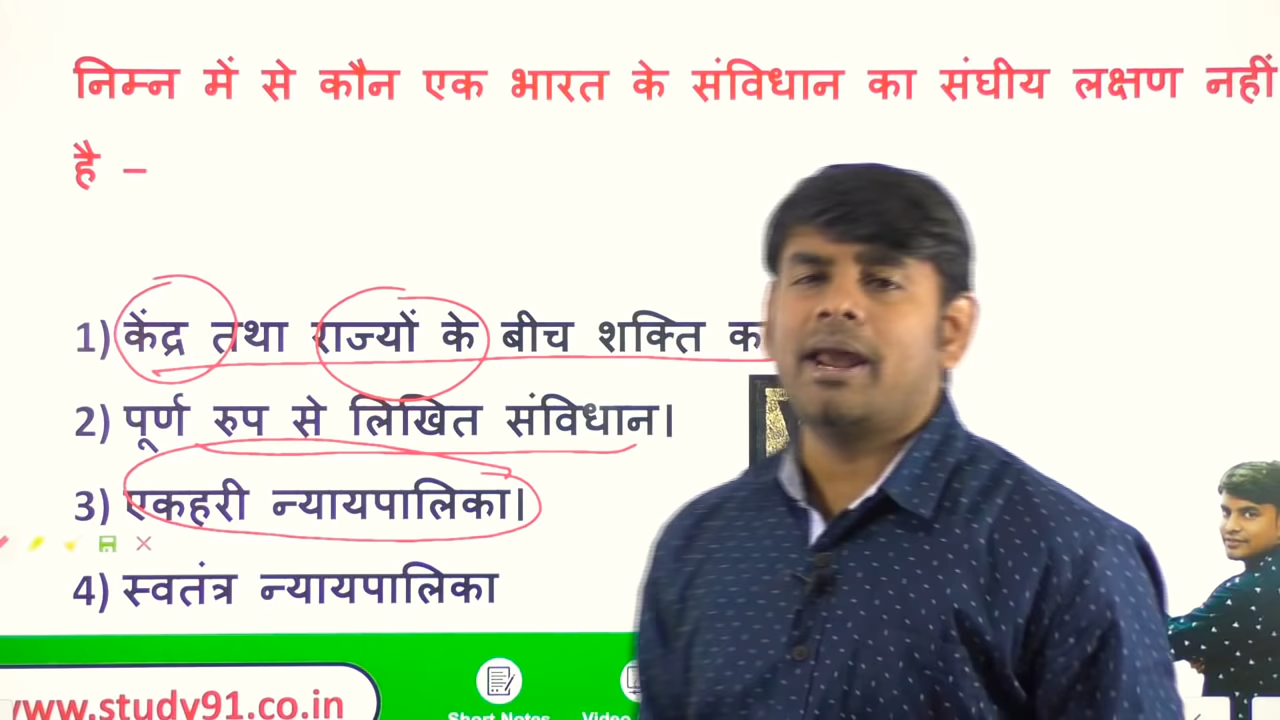 निम्न में से कौन एक भारत के संविधान का संघीय लक्षण नहीं
है –
1) केंद्र तथा राज्यों के बीच शक्ति
2) पूर्ण रुप से लिखित संविधान।
3) एकहरी न्यायपालिका।
4) स्वतंत्र न्यायपालिका
www.study91.co.in
Short Notes Video